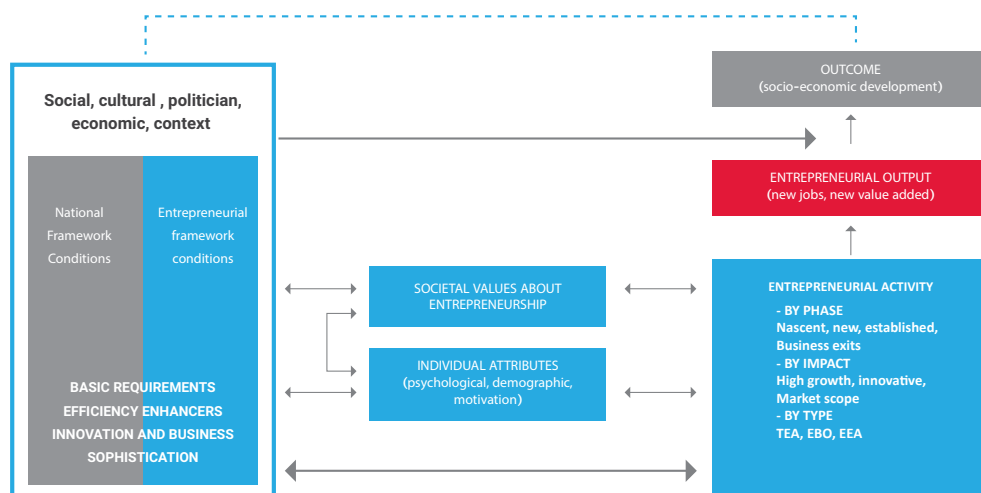 Social, cultural , politician,
economic, context
National
Framework
Conditions
Entrepreneurial
framework
conditions
BASIC REQUIREMENTS
EFFICIENCY ENHANCERS
INNOVATION AND BUSINESS
SOPHISTICATION
SOCIETAL VALUES ABOUT
ENTREPRENEURSHIP
INDIVIDUAL ATTRIBUTES
(psychological, demographic,
motivation)
OUTCOME
(socio-economic development)
ENTREPRENEURIAL OUTPUT
(new jobs, new value added)
ENTREPRENEURIAL ACTIVITY
- BY PHASE
Nascent, new, established,
Business exits
- BY IMPACT
High growth, innovative,
Market scope
- BY TYPE
TEA, EBO, EEA